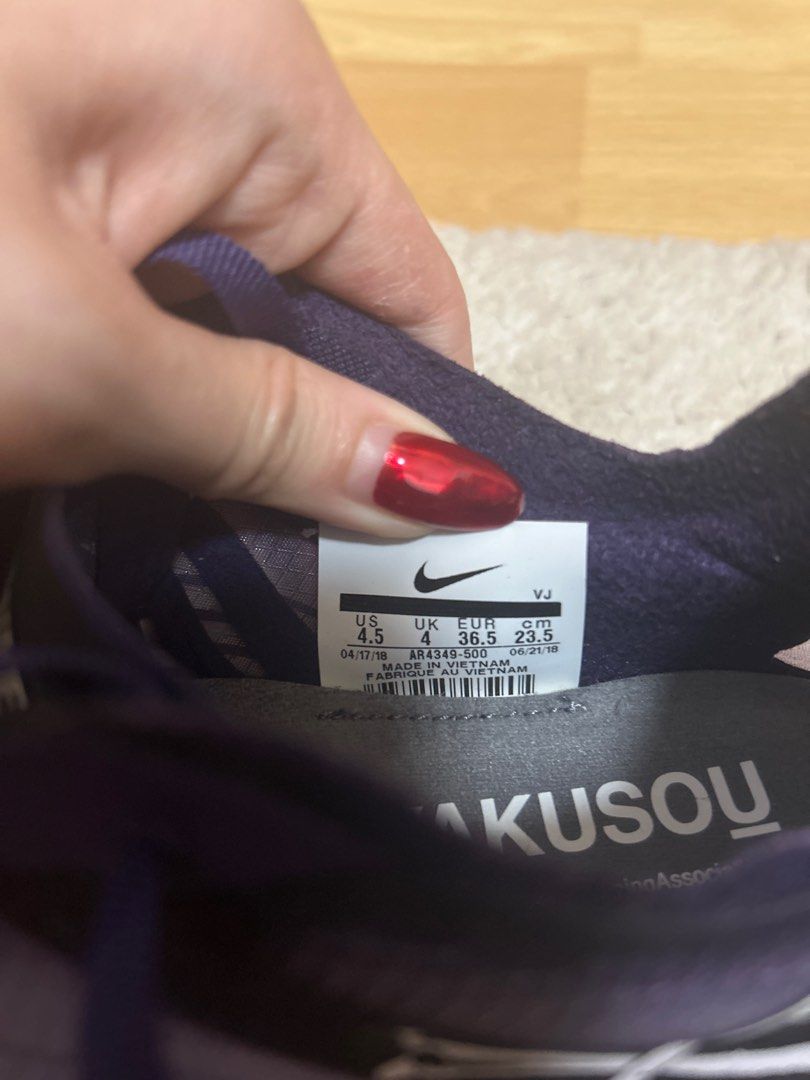 VJ
US UK EUR cm
4.5 4 36.5 23.5
04/17/18 AR4349-500 06/21/18
MADE IN VIETNAM
FABRIQUE AU VIETNAM
YAKUSOU